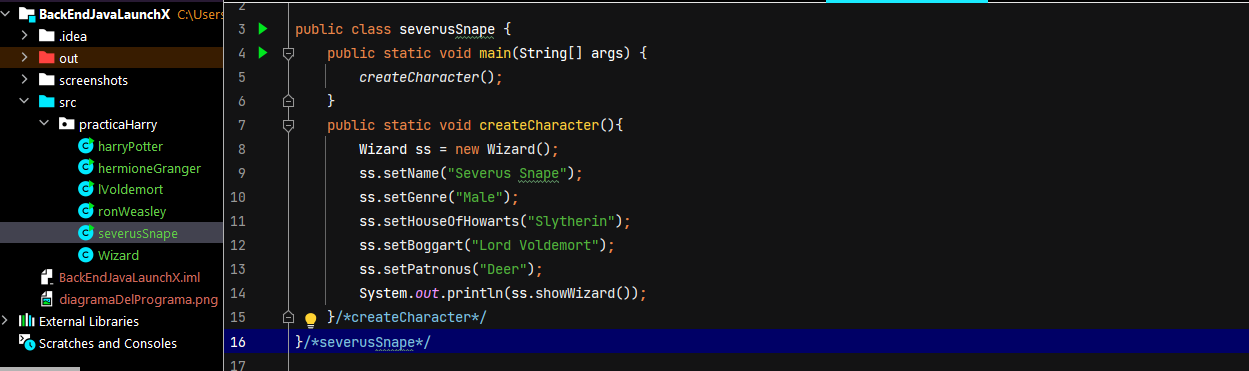 BackEndJavaLaunchX C:\Users
.idea
out
screenshots
src
practicaHarry
harryPotter
hermioneGranger
lVoldemort
ronWeasley
severusSnape
Wizard
BackEndJavaLaunchX.iml
diagramaDelPrograma.png
External Libraries
Scratches and Consoles
2
3 public class severusSnape {
4 public static void main(String[] args) {
5 createCharacter();
6 }
7 public static void createCharacter(){
8 Wizard ss = new Wizard();
9 ss.setName("Severus Snape");
10 ss.setGenre("Male");
11 ss.setHouseOfHowarts("Slytherin");
12 ss.setBoggart("Lord Voldemort");
13 ss.setPatronus("Deer");
14 System.out.println(ss.showWizard());
15 }/*createCharacter*/
16 }/*severusSnape*/
17